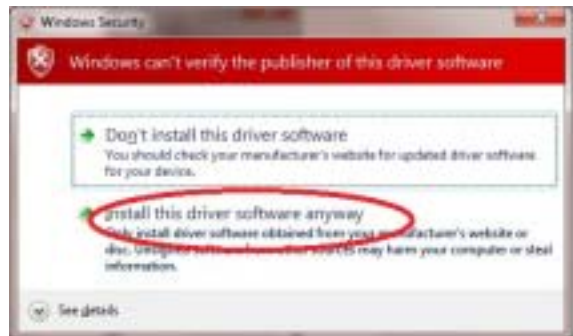 Windows Security
Windows can't verify the publisher of this driver software
Don't install this driver software
You should check your manufacturer's website for updated driver software
for your device.
Install this driver software anyway
Only install driver software obtained from your manufacturer's website or
disc. Unsigned software from other sources may harm your computer or steal
information.
See details